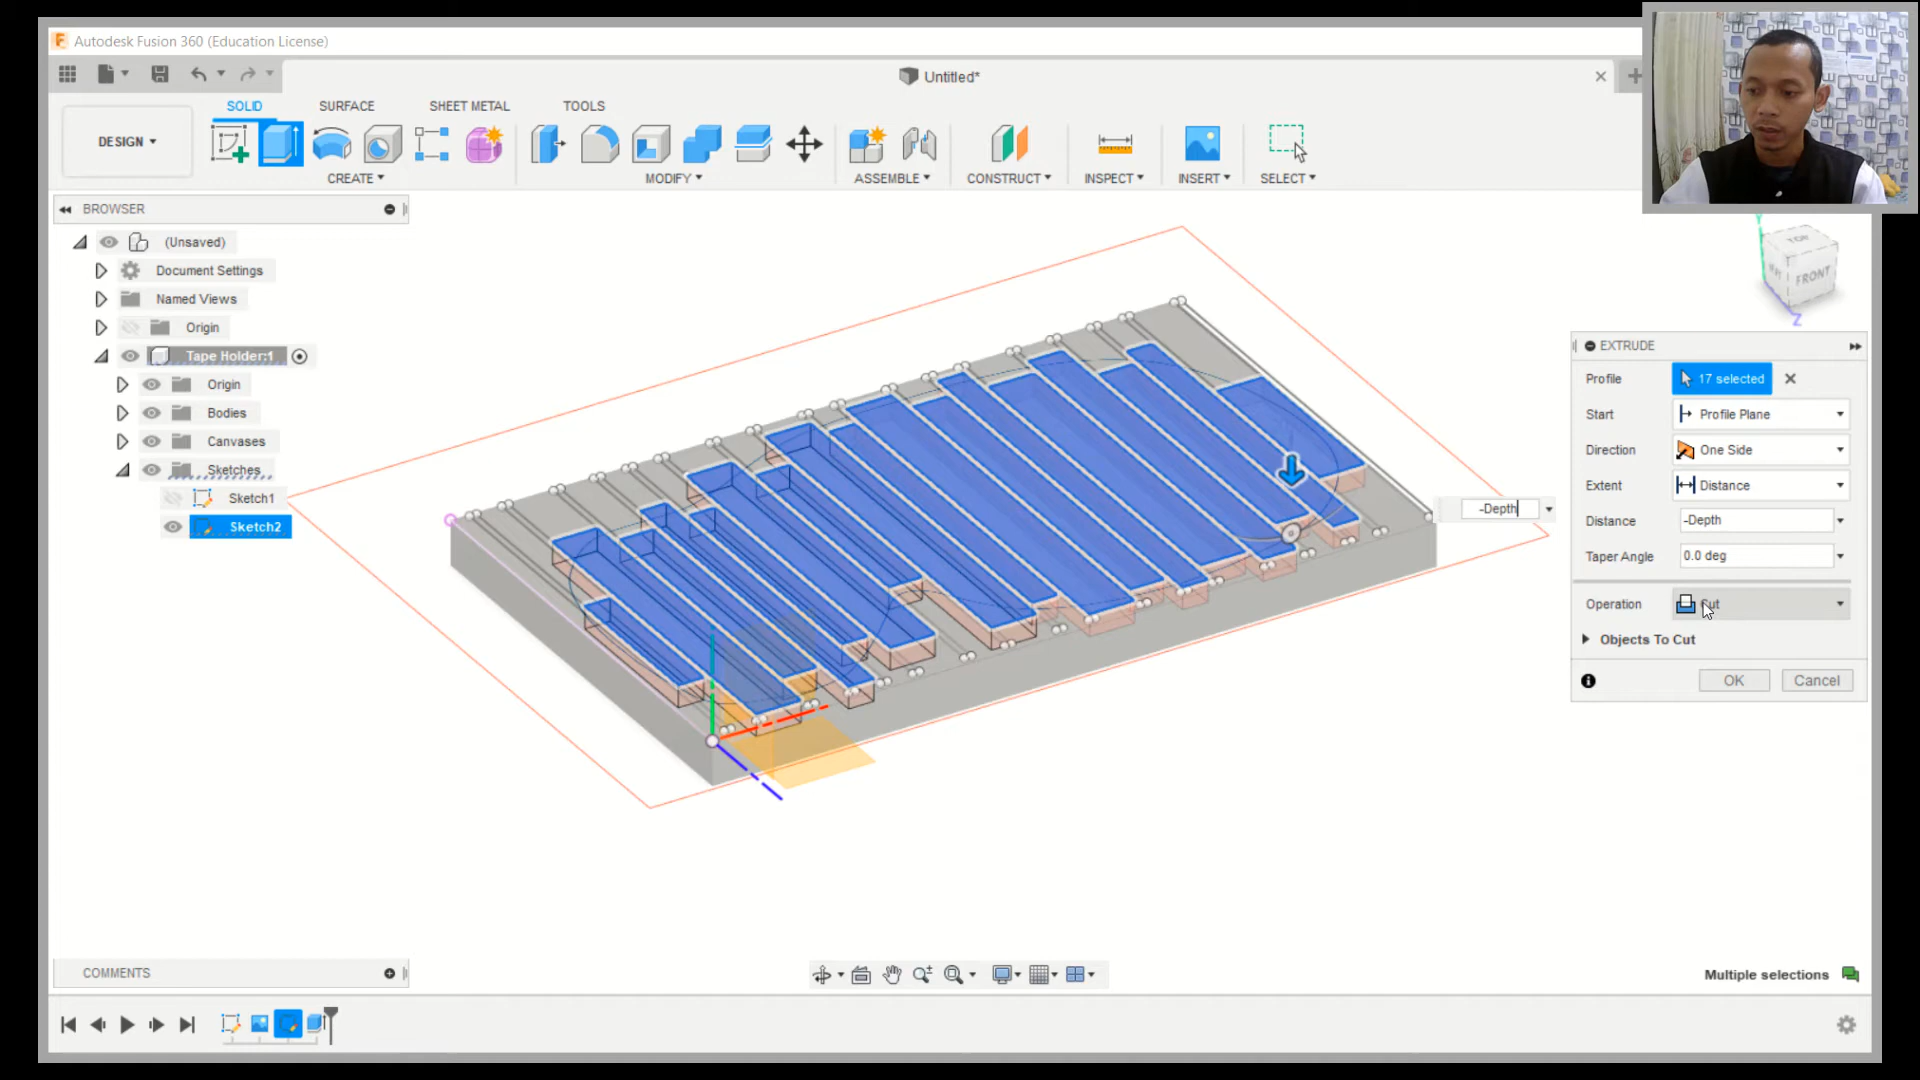 Autodesk Fusion 360 (Education License)
Untitled*
SOLID
SURFACE
SHEET METAL
TOOLS
DESIGN
CREATE
MODIFY
ASSEMBLE
CONSTRUCT
INSPECT
INSERT
SELECT
BROWSER
(Unsaved)
Document Settings
Named Views
Origin
Tape Holder:1
Origin
Bodies
Canvases
Sketches
Sketch1
Sketch2
TOP
FRONT
Z
-Depth
EXTRUDE
Profile
17 selected
Start
Profile Plane
Direction
One Side
Extent
Distance
Distance
-Depth
Taper Angle
0.0 deg
Operation
Cut
Objects To Cut
OK
Cancel
COMMENTS
Multiple selections